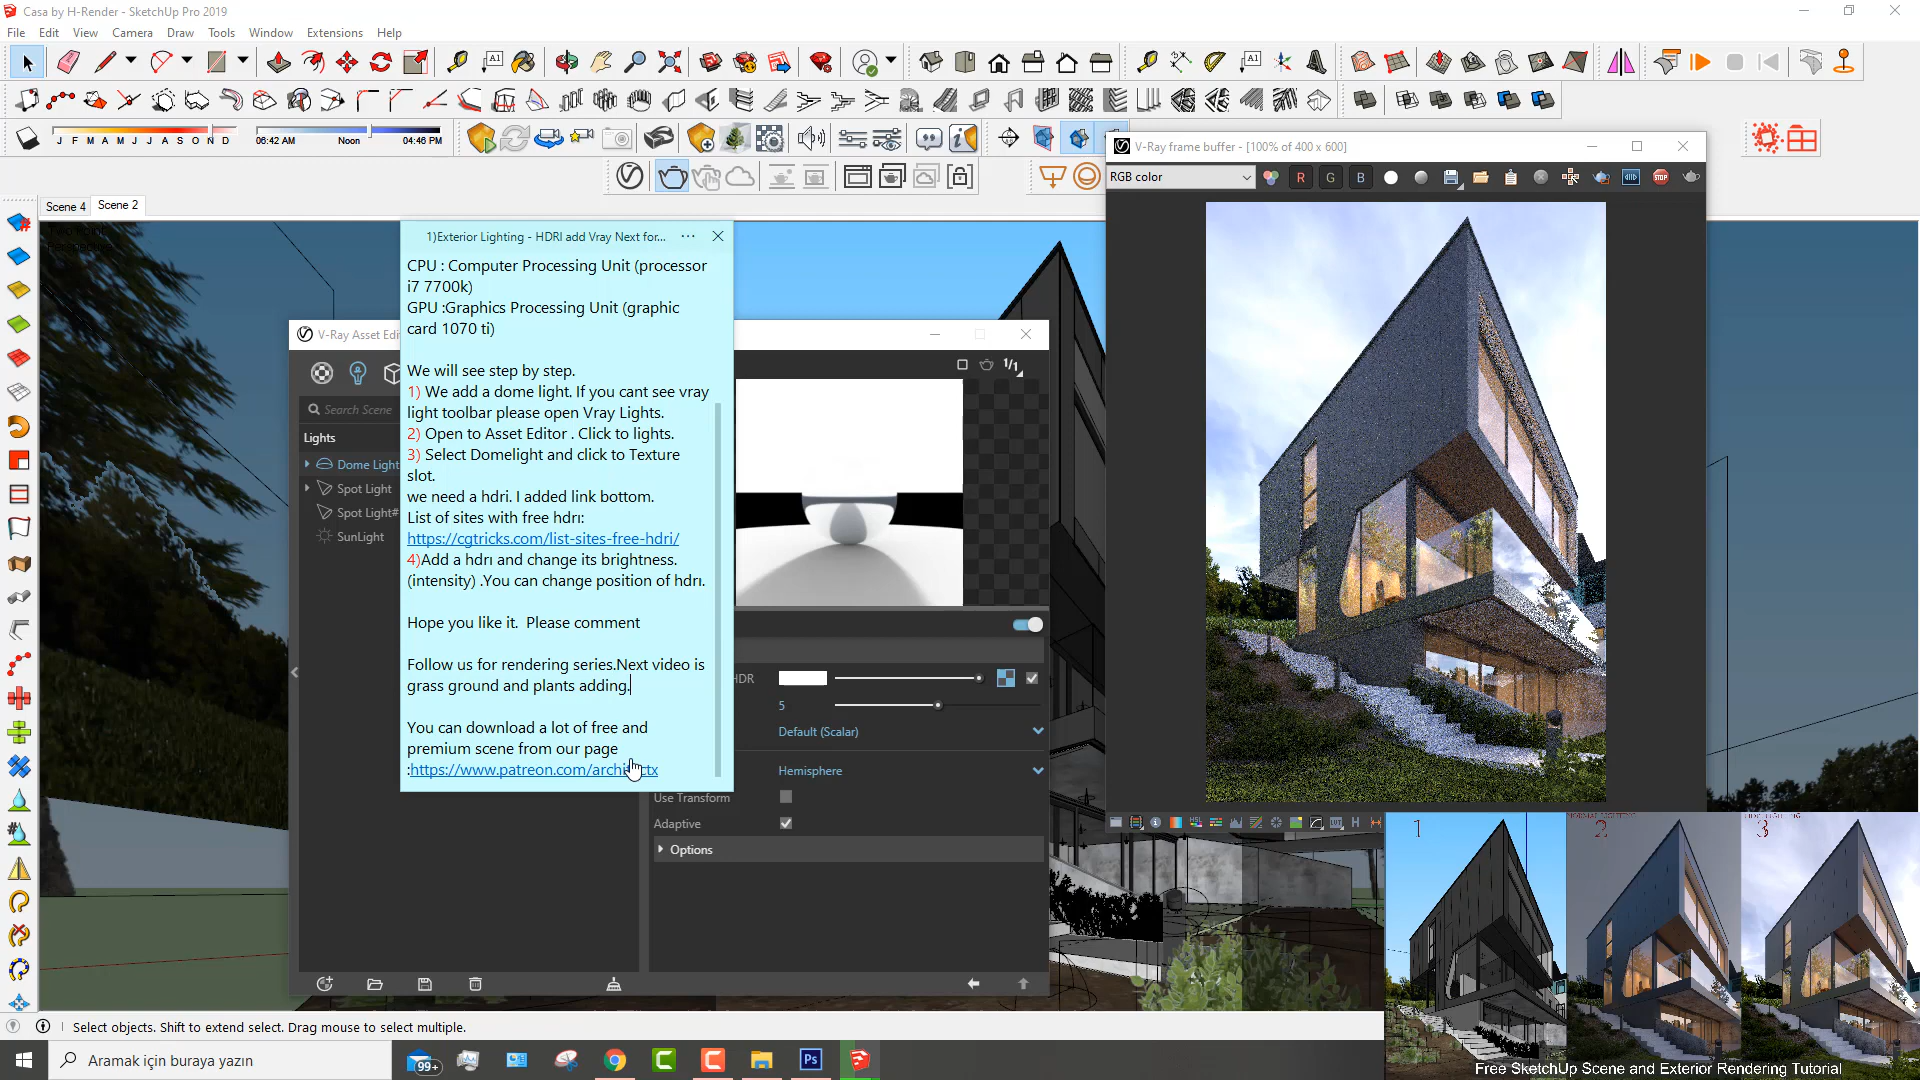 Casa by H-Render - SketchUp Pro 2019
File Edit View Camera Draw Tools Window Extensions Help
J F M A M J J A S O N D
06:42 AM Noon 04:46 PM
V-Ray frame buffer - [100% of 400 x 600]
RGB color
R G B
Scene 4 Scene 2
1)Exterior Lighting - HDRI add Vray Next for...
CPU : Computer Processing Unit (processor
i7 7700k)
GPU :Graphics Processing Unit (graphic
card 1070 ti)
We will see step by step.
1) We add a dome light. If you cant see vray
light toolbar please open Vray Lights.
2) Open to Asset Editor . Click to lights.
3) Select Domelight and click to Texture
slot.
we need a hdri. I added link bottom.
List of sites with free hdrı:
https://cgtricks.com/list-sites-free-hdri/
4)Add a hdrı and change its brightness.
(intensity) .You can change position of hdrı.
Hope you like it.  Please comment
Follow us for rendering series.Next video is
grass ground and plants adding.
You can download a lot of free and
premium scene from our page
:https://www.patreon.com/architectx
V-Ray Asset Edi
1/1
Search Scene
Lights
Dome Light
Spot Light
Spot Light#
SunLight
HDR
5
Default (Scalar)
Hemisphere
Use Transform
Adaptive
Options
1
2
3
Select objects. Shift to extend select. Drag mouse to select multiple.
Aramak için buraya yazın
99+
Ps
Free SketchUp Scene and Exterior Rendering Tutorial